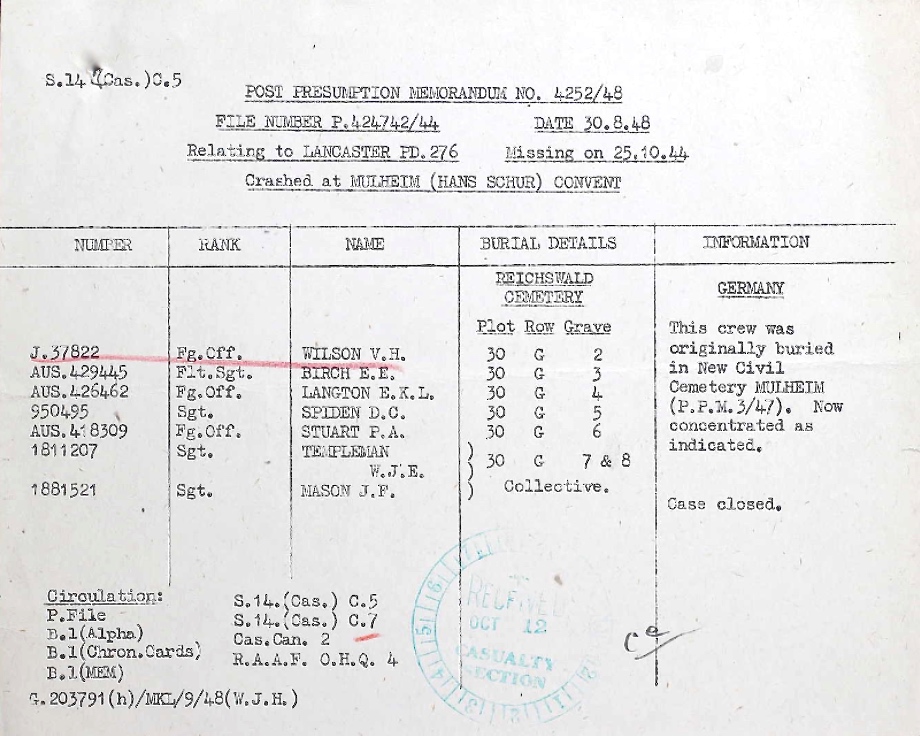 S.14 (Cas.)C.5
POST PRESUMPTION MEMORANDUM NO. 4252/48
FILE NUMBER P.424742/44 DATE 30.8.48
Relating to LANCASTER PD.276 Missing on 25.10.44
Crashed at MULHEIM (HANS SCHUR) CONVENT
NUMBER RANK NAME BURIAL DETAILS INFORMATION
REICHSWALD
CEMETERY
GERMANY
Plot Row Grave
This crew was
originally buried
in New Civil
Cemetery MULHEIM
(P.P.M.3/47). Now
concentrated as
indicated.
J.37822 Fg.Off. WILSON V.H. 30 G 2
AUS.429445 Flt.Sgt. BIRCH E.E. 30 G 3
AUS.426462 Fg.Off. LANGTON E.K.L. 30 G 4
950495 Sgt. SPIDEN D.C. 30 G 5
AUS.418309 Fg.Off. STUART P.A. 30 G 6
1811207 Sgt. TEMPLEMAN
W.J.E. ) 30 G 7 & 8
1881521 Sgt. MASON J.F. ) Collective.
Case closed.
Circulation:
P.File
B.1(Alpha)
B.1(Chron.Cards)
B.1(MEM)
S.14.(Cas.) C.5
S.14.(Cas.) C.7
Cas.Can. 2
R.A.A.F. O.H.Q. 4
G.203791(h)/MKL/9/48(W.J.H.)
RECEIVED
OCT 12
CASUALTY
SECTION